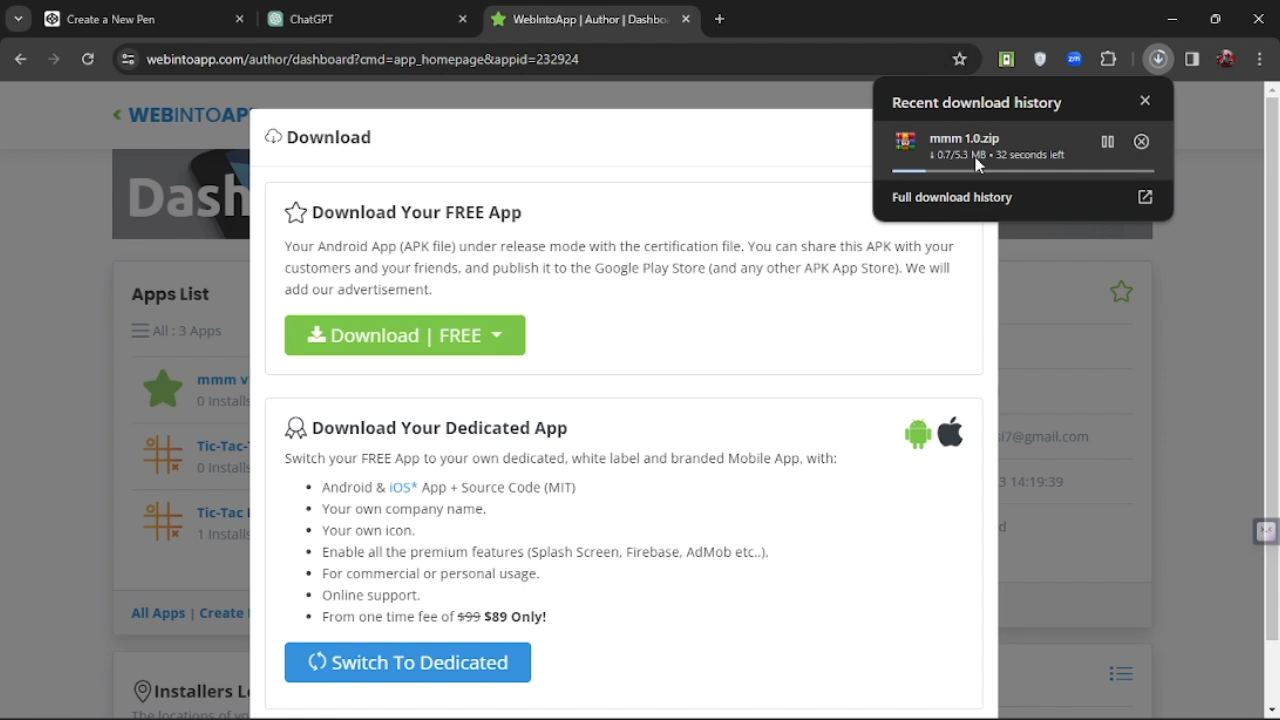 Create a New Pen
ChatGPT
WebIntoApp | Author | Dashbo
webintoapp.com/author/dashboard?cmd=app_homepage&appid=232924
Recent download history
mmm 1.0.zip
↓ 0.7/5.3 MB • 32 seconds left
Full download history
WEBINTOAP
Dash
Download
Download Your FREE App
Your Android App (APK file) under release mode with the certification file. You can share this APK with your
customers and your friends, and publish it to the Google Play Store (and any other APK App Store). We will
add our advertisement.
Download | FREE
Apps List
All : 3 Apps
mmm v
0 Installs
Tic-Tac-
0 Installs
Tic-Tac
1 Installs
All Apps | Create
Download Your Dedicated App
Switch your FREE App to your own dedicated, white label and branded Mobile App, with:
• Android & iOS* App + Source Code (MIT)
• Your own company name.
• Your own icon.
• Enable all the premium features (Splash Screen, Firebase, AdMob etc..).
• For commercial or personal usage.
• Online support.
• From one time fee of $99 $89 Only!
Switch To Dedicated
i7@gmail.com
3 14:19:39
d
Installers L
The locations of yo